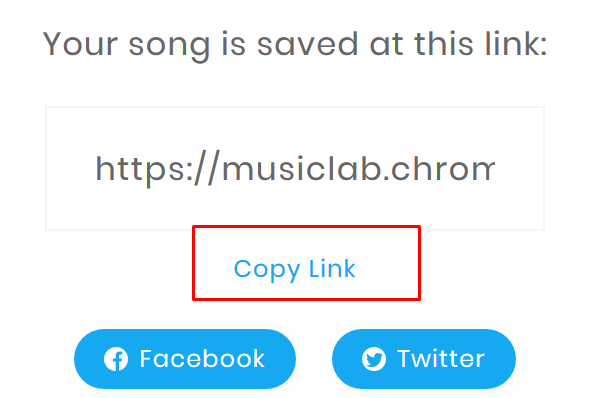 Your song is saved at this link:
https://musiclab.chrom
Copy Link
Facebook
Twitter